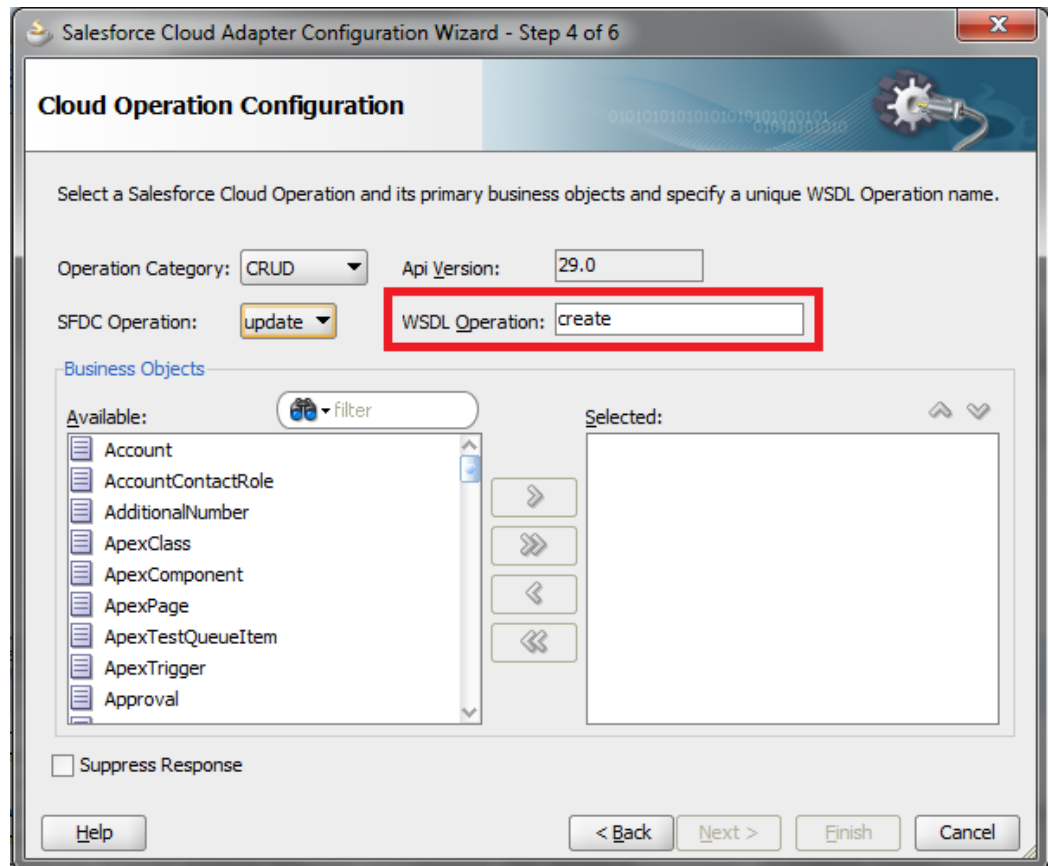 Salesforce Cloud Adapter Configuration Wizard - Step 4 of 6
Cloud Operation Configuration
010101010101010101010101
01010101010
Select a Salesforce Cloud Operation and its primary business objects and specify a unique WSDL Operation name.
Operation Category: CRUD Api Version: 29.0
SFDC Operation: update WSDL Operation: create
Business Objects
Available: filter Selected:
Account
AccountContactRole
AdditionalNumber
ApexClass
ApexComponent
ApexPage
ApexTestQueueItem
ApexTrigger
Approval
Suppress Response
Help < Back Next > Finish Cancel